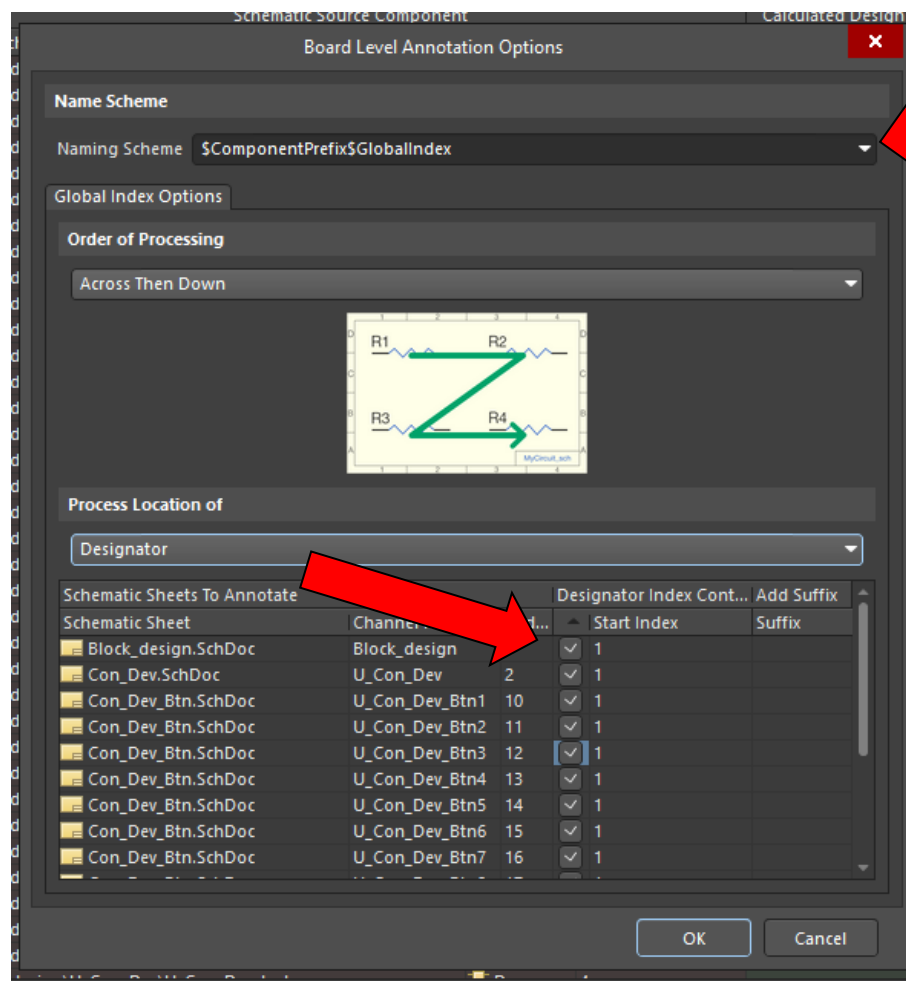 Schematic Source Component Calculated Design
Board Level Annotation Options
Name Scheme
Naming Scheme $ComponentPrefix$GlobalIndex
Global Index Options
Order of Processing
Across Then Down
1 2 3 4
R1 R2
R3 R4
MyCircuit_sch
Process Location of
Designator
Schematic Sheets To Annotate Designator Index Cont... Add Suffix
Schematic Sheet Start Index Suffix
Block_design.SchDoc Block_design 1
Con_Dev.SchDoc U_Con_Dev 2 1
Con_Dev_Btn.SchDoc U_Con_Dev_Btn1 10 1
Con_Dev_Btn.SchDoc U_Con_Dev_Btn2 11 1
Con_Dev_Btn.SchDoc U_Con_Dev_Btn3 12 1
Con_Dev_Btn.SchDoc U_Con_Dev_Btn4 13 1
Con_Dev_Btn.SchDoc U_Con_Dev_Btn5 14 1
Con_Dev_Btn.SchDoc U_Con_Dev_Btn6 15 1
Con_Dev_Btn.SchDoc U_Con_Dev_Btn7 16 1
OK Cancel